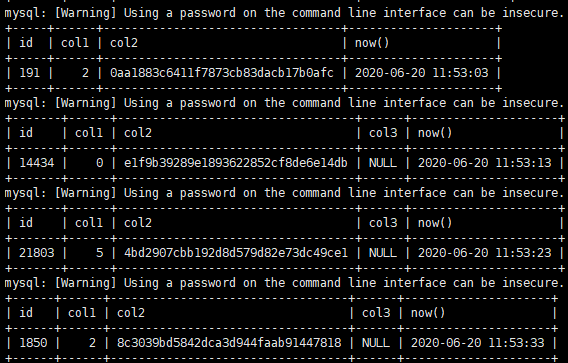 mysql: [Warning] Using a password on the command line interface can be insecure.
+-----+------+----------------------------------+---------------------+
| id  | col1 | col2                             | now()               |
+-----+------+----------------------------------+---------------------+
| 191 |    2 | 0aa1883c6411f7873cb83dacb17b0afc | 2020-06-20 11:53:03 |
+-----+------+----------------------------------+---------------------+
mysql: [Warning] Using a password on the command line interface can be insecure.
+-------+------+----------------------------------+------+---------------------+
| id    | col1 | col2                             | col3 | now()               |
+-------+------+----------------------------------+------+---------------------+
| 14434 |    0 | e1f9b39289e1893622852cf8de6e14db | NULL | 2020-06-20 11:53:13 |
+-------+------+----------------------------------+------+---------------------+
mysql: [Warning] Using a password on the command line interface can be insecure.
+-------+------+----------------------------------+------+---------------------+
| id    | col1 | col2                             | col3 | now()               |
+-------+------+----------------------------------+------+---------------------+
| 21803 |    5 | 4bd2907cbb192d8d579d82e73dc49ce1 | NULL | 2020-06-20 11:53:23 |
+-------+------+----------------------------------+------+---------------------+
mysql: [Warning] Using a password on the command line interface can be insecure.
+------+------+----------------------------------+------+---------------------+
| id   | col1 | col2                             | col3 | now()               |
+------+------+----------------------------------+------+---------------------+
| 1850 |    2 | 8c3039bd5842dca3d944faab91447818 | NULL | 2020-06-20 11:53:33 |
+------+------+----------------------------------+------+---------------------+